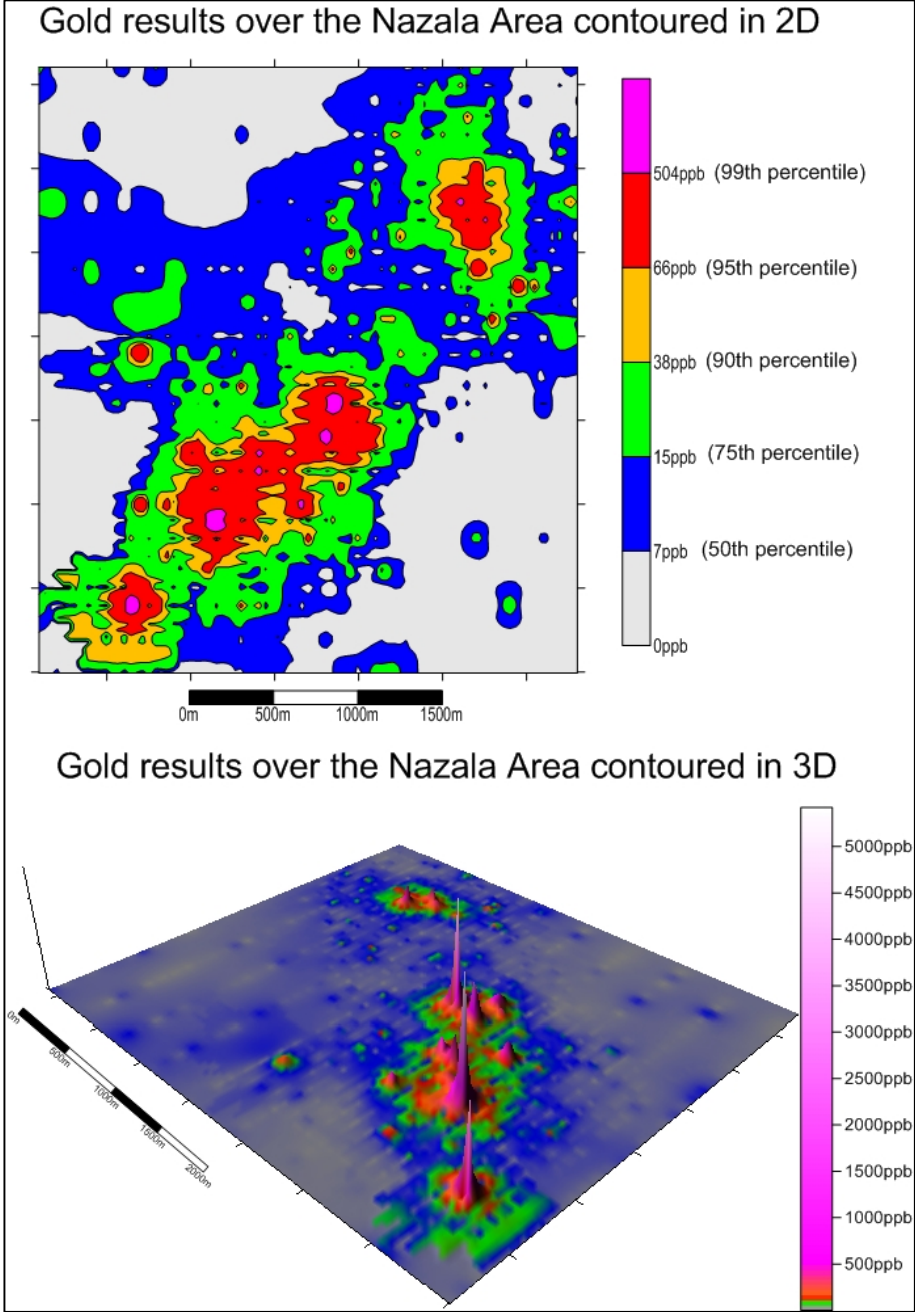 Gold results over the Nazala Area contoured in 2D
504ppb (99th percentile)
66ppb (95th percentile)
38ppb (90th percentile)
15ppb (75th percentile)
7ppb (50th percentile)
0ppb
0m 500m 1000m 1500m
Gold results over the Nazala Area contoured in 3D
5000ppb
4500ppb
4000ppb
3500ppb
3000ppb
2500ppb
2000ppb
1500ppb
1000ppb
500ppb
0m
500m
1000m
1500m
2000m